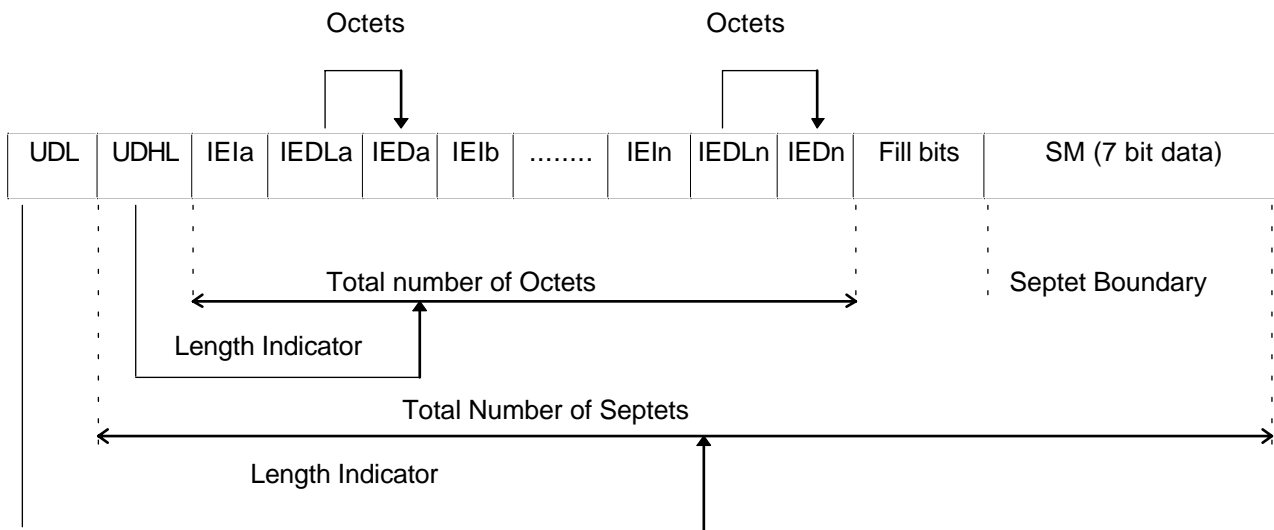 Octets Octets
UDL UDHL IEIa IEDLa IEDa IEIb ........ IEIn IEDLn IEDn Fill bits SM (7 bit data)
Total number of Octets Septet Boundary
Length Indicator
Total Number of Septets
Length Indicator